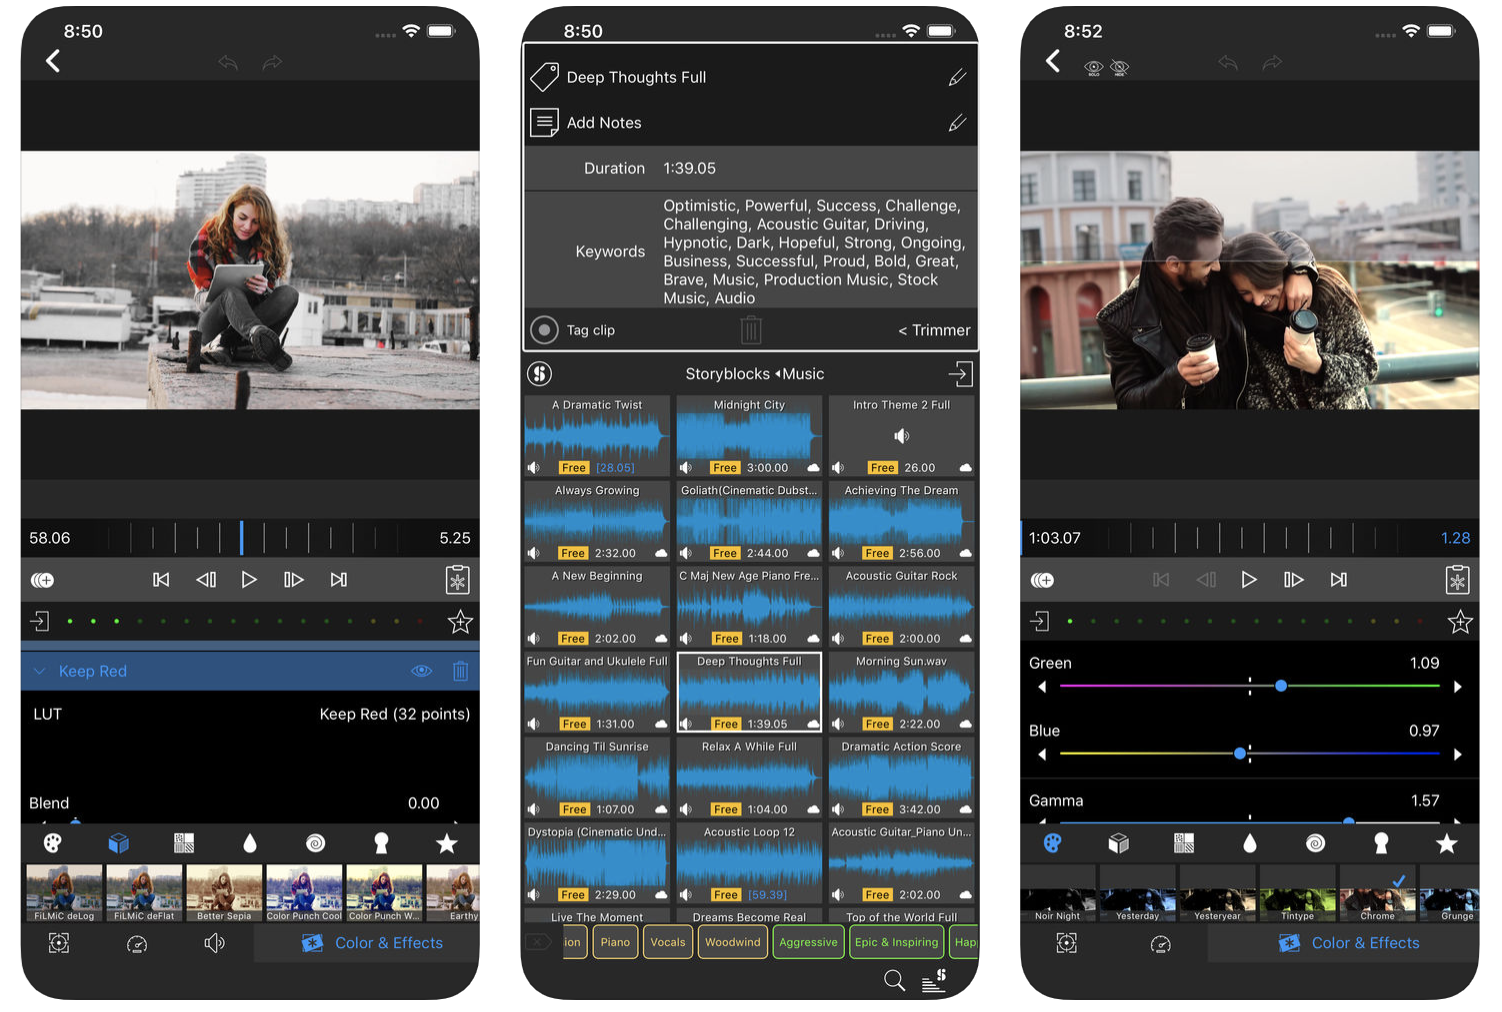 8:50
58.06
5.25
Keep Red
LUT
Keep Red (32 points)
Blend
0.00
FiLMiC deLog
FiLMiC deFlat
Better Sepia
Color Punch Cool
Color Punch W...
Earthy
Color & Effects
8:50
Deep Thoughts Full
Add Notes
Duration 1:39.05
Keywords
Optimistic, Powerful, Success, Challenge,
Challenging, Acoustic Guitar, Driving,
Hypnotic, Dark, Hopeful, Strong, Ongoing,
Business, Successful, Proud, Bold, Great,
Brave, Music, Production Music, Stock
Music, Audio
Tag clip
< Trimmer
Storyblocks Music
A Dramatic Twist
Free [28.05]
Midnight City
Free 3:00.00
Intro Theme 2 Full
Free 26.00
Always Growing
Free 2:32.00
Goliath(Cinematic Dubst...
Free 2:44.00
Achieving The Dream
Free 2:56.00
A New Beginning
Free 2:02.00
C Maj New Age Piano Fre...
Free 1:18.00
Acoustic Guitar Rock
Free 2:00.00
Fun Guitar and Ukulele Full
Free 1:31.00
Deep Thoughts Full
Free 1:39.05
Morning Sun.wav
Free 2:22.00
Dancing Til Sunrise
Free 1:07.00
Relax A While Full
Free 1:04.00
Dramatic Action Score
Free 3:42.00
Dystopia (Cinematic Und...
Free 2:29.00
Acoustic Loop 12
Free [59.39]
Acoustic Guitar_Piano Un...
Free 2:02.00
Live The Moment
Dreams Become Real
Top of the World Full
ion
Piano
Vocals
Woodwind
Aggressive
Epic & Inspiring
Hap
8:52
SOLO
HIDE
1:03.07
1.28
Green
1.09
Blue
0.97
Gamma
1.57
Noir Night
Yesterday
Yesteryear
Tintype
Chrome
Grunge
Color & Effects